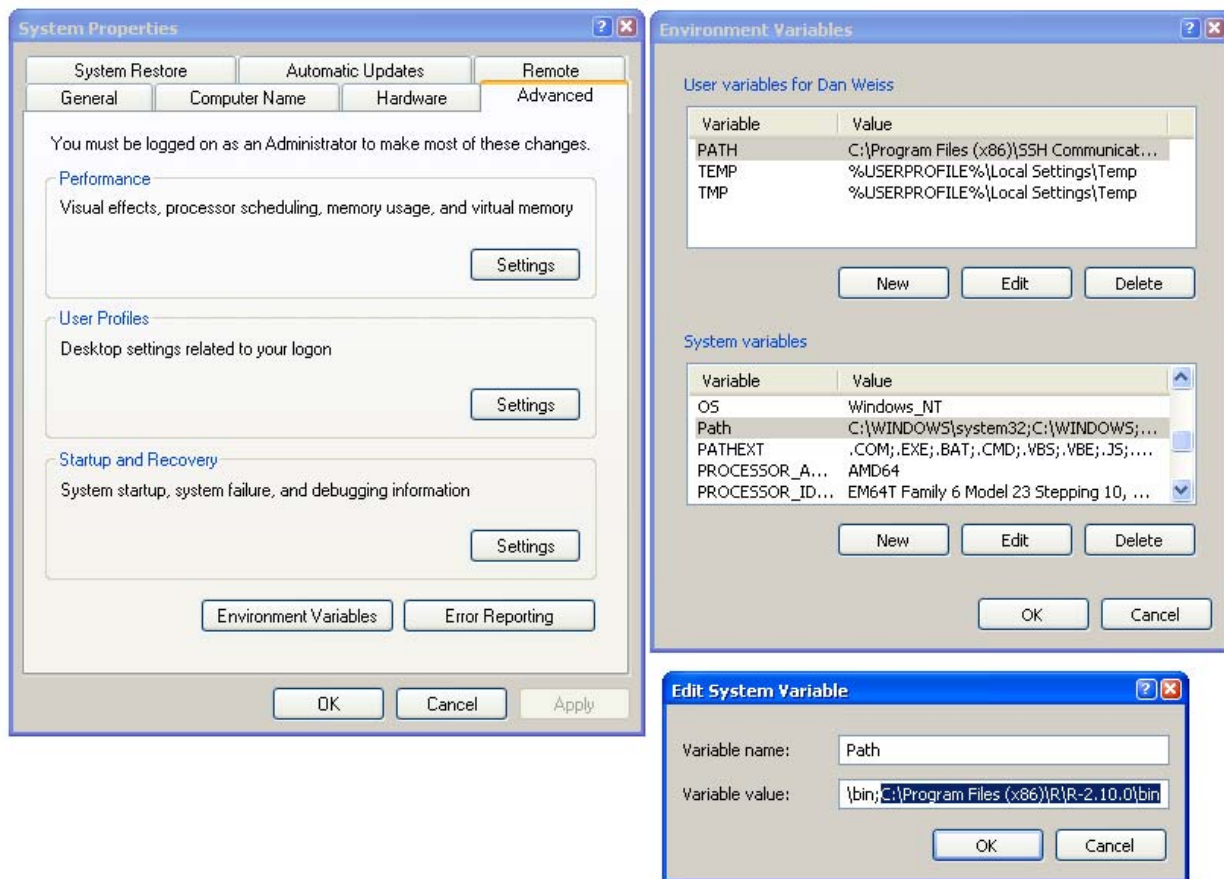 System Properties
System Restore
Automatic Updates
Remote
General
Computer Name
Hardware
Advanced
You must be logged on as an Administrator to make most of these changes.
Performance
Visual effects, processor scheduling, memory usage, and virtual memory
Settings
User Profiles
Desktop settings related to your logon
Settings
Startup and Recovery
System startup, system failure, and debugging information
Settings
Environment Variables
Error Reporting
OK
Cancel
Apply
Environment Variables
User variables for Dan Weiss
Variable Value
PATH C:\Program Files (x86)\SSH Communicat...
TEMP %USERPROFILE%\Local Settings\Temp
TMP %USERPROFILE%\Local Settings\Temp
New
Edit
Delete
System variables
Variable Value
OS Windows_NT
Path C:\WINDOWS\system32;C:\WINDOWS;...
PATHEXT .COM;.EXE;.BAT;.CMD;.VBS;.VBE;.JS;....
PROCESSOR_A... AMD64
PROCESSOR_ID... EM64T Family 6 Model 23 Stepping 10, ...
New
Edit
Delete
OK
Cancel
Edit System Variable
Variable name: Path
Variable value: \bin;C:\Program Files (x86)\R\R-2.10.0\bin
OK
Cancel